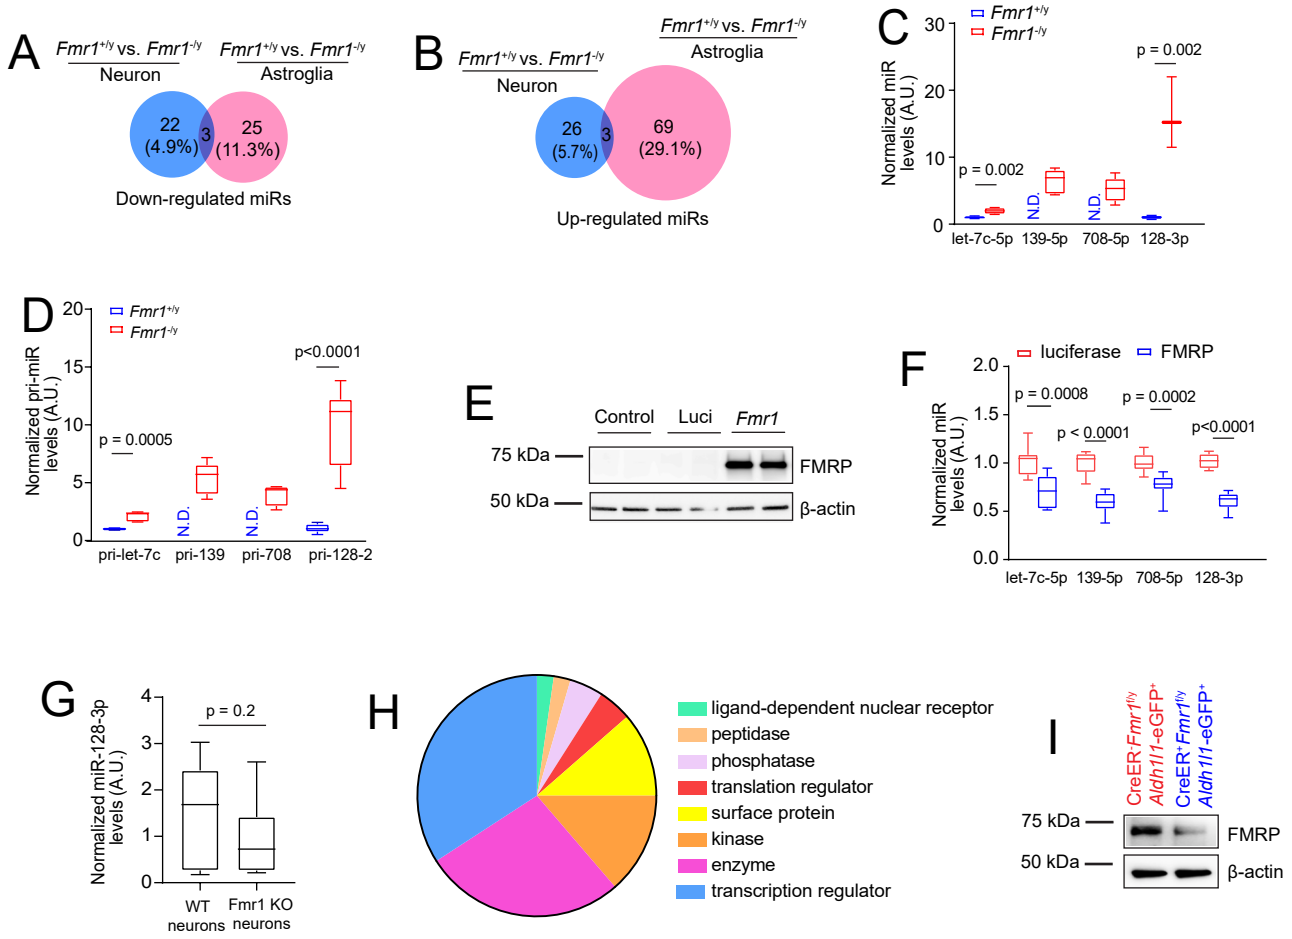 A
Fmr1+/y vs. Fmr1-/y
Neuron
Fmr1+/y vs. Fmr1-/y
Astroglia
22
(4.9%)
3
25
(11.3%)
Down-regulated miRs
B
Fmr1+/y vs. Fmr1-/y
Neuron
Fmr1+/y vs. Fmr1-/y
Astroglia
26
(5.7%)
3
69
(29.1%)
Up-regulated miRs
C
Fmr1+/y
Fmr1-/y
Normalized miR
levels (A.U.)
30
20
10
0
p = 0.002
p = 0.002
N.D.
N.D.
let-7c-5p
139-5p
708-5p
128-3p
D
Fmr1+/y
Fmr1-/y
Normalized pri-miR
levels (A.U.)
20
15
10
5
0
p = 0.0005
p<0.0001
N.D.
N.D.
pri-let-7c
pri-139
pri-708
pri-128-2
E
Control
Luci
Fmr1
75 kDa
FMRP
50 kDa
β-actin
F
luciferase
FMRP
Normalized miR
levels (A.U.)
2.0
1.5
1.0
0.5
0.0
p = 0.0008
p < 0.0001
p = 0.0002
p<0.0001
let-7c-5p
139-5p
708-5p
128-3p
G
Normalized miR-128-3p
levels (A.U.)
4
3
2
1
0
p = 0.2
WT
neurons
Fmr1 KO
neurons
H
ligand-dependent nuclear receptor
peptidase
phosphatase
translation regulator
surface protein
kinase
enzyme
transcription regulator
I
CreER-Fmr1f/y
Aldh1l1-eGFP+
CreER+Fmr1f/y
Aldh1l1-eGFP+
75 kDa
FMRP
50 kDa
β-actin